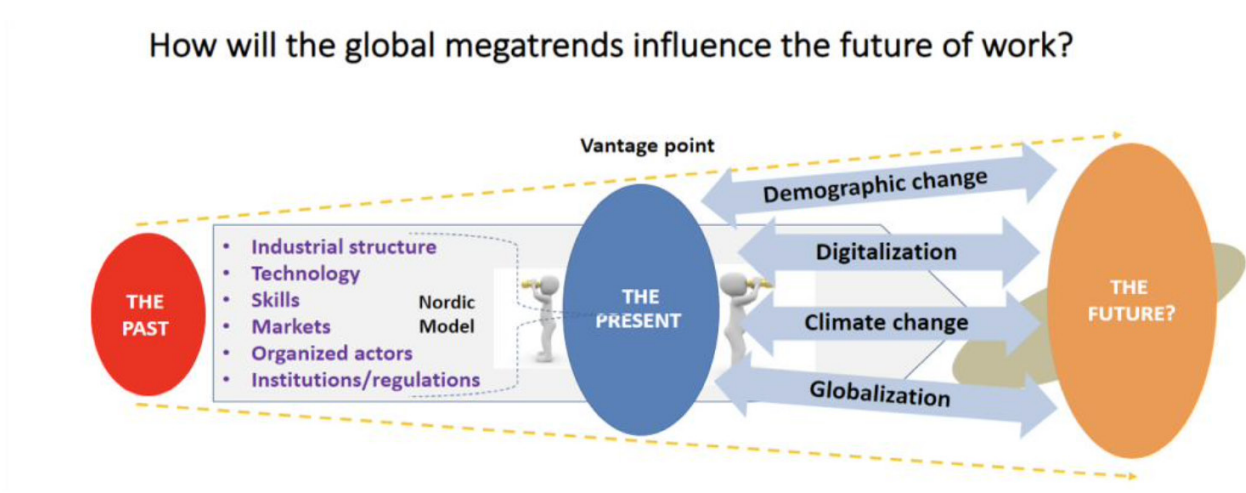 How will the global megatrends influence the future of work?
Vantage point
THE
PAST
• Industrial structure
• Technology
• Skills
• Markets
• Organized actors
• Institutions/regulations
Nordic
Model
THE
PRESENT
Demographic change
Digitalization
Climate change
Globalization
THE
FUTURE?